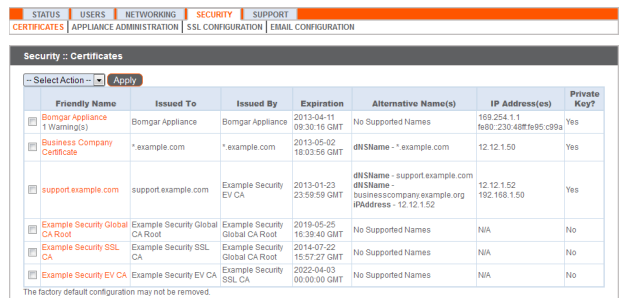 STATUS USERS NETWORKING SECURITY SUPPORT
CERTIFICATES APPLIANCE ADMINISTRATION SSL CONFIGURATION EMAIL CONFIGURATION
Security :: Certificates
-- Select Action -- Apply
Friendly Name Issued To Issued By Expiration Alternative Name(s) IP Address(es) Private Key?
Bomgar Appliance
1 Warning(s)
Bomgar Appliance
Bomgar Appliance
2013-04-11
09:30:16 GMT
No Supported Names
169.254.1.1
fe80::230:48ff:fe95:c99a
Yes
Business Company
Certificate
*.example.com
*.example.com
2013-05-02
18:03:56 GMT
dNSName - *.example.com
12.12.1.50
Yes
support.example.com
support.example.com
Example Security
EV CA
2013-01-23
23:59:59 GMT
dNSName - support.example.com
dNSName -
businesscompany.example.org
iPAddress - 12.12.1.52
12.12.1.52
192.168.1.50
Yes
Example Security Global
CA Root
Example Security Global
CA Root
Example Security
Global CA Root
2019-05-25
16:39:40 GMT
No Supported Names
N/A
No
Example Security SSL
CA
Example Security SSL
CA
Example Security
Global CA Root
2014-07-22
15:57:27 GMT
No Supported Names
N/A
No
Example Security EV CA
Example Security EV CA
Example Security
SSL CA
2022-04-03
00:00:00 GMT
No Supported Names
N/A
No
The factory default configuration may not be removed.